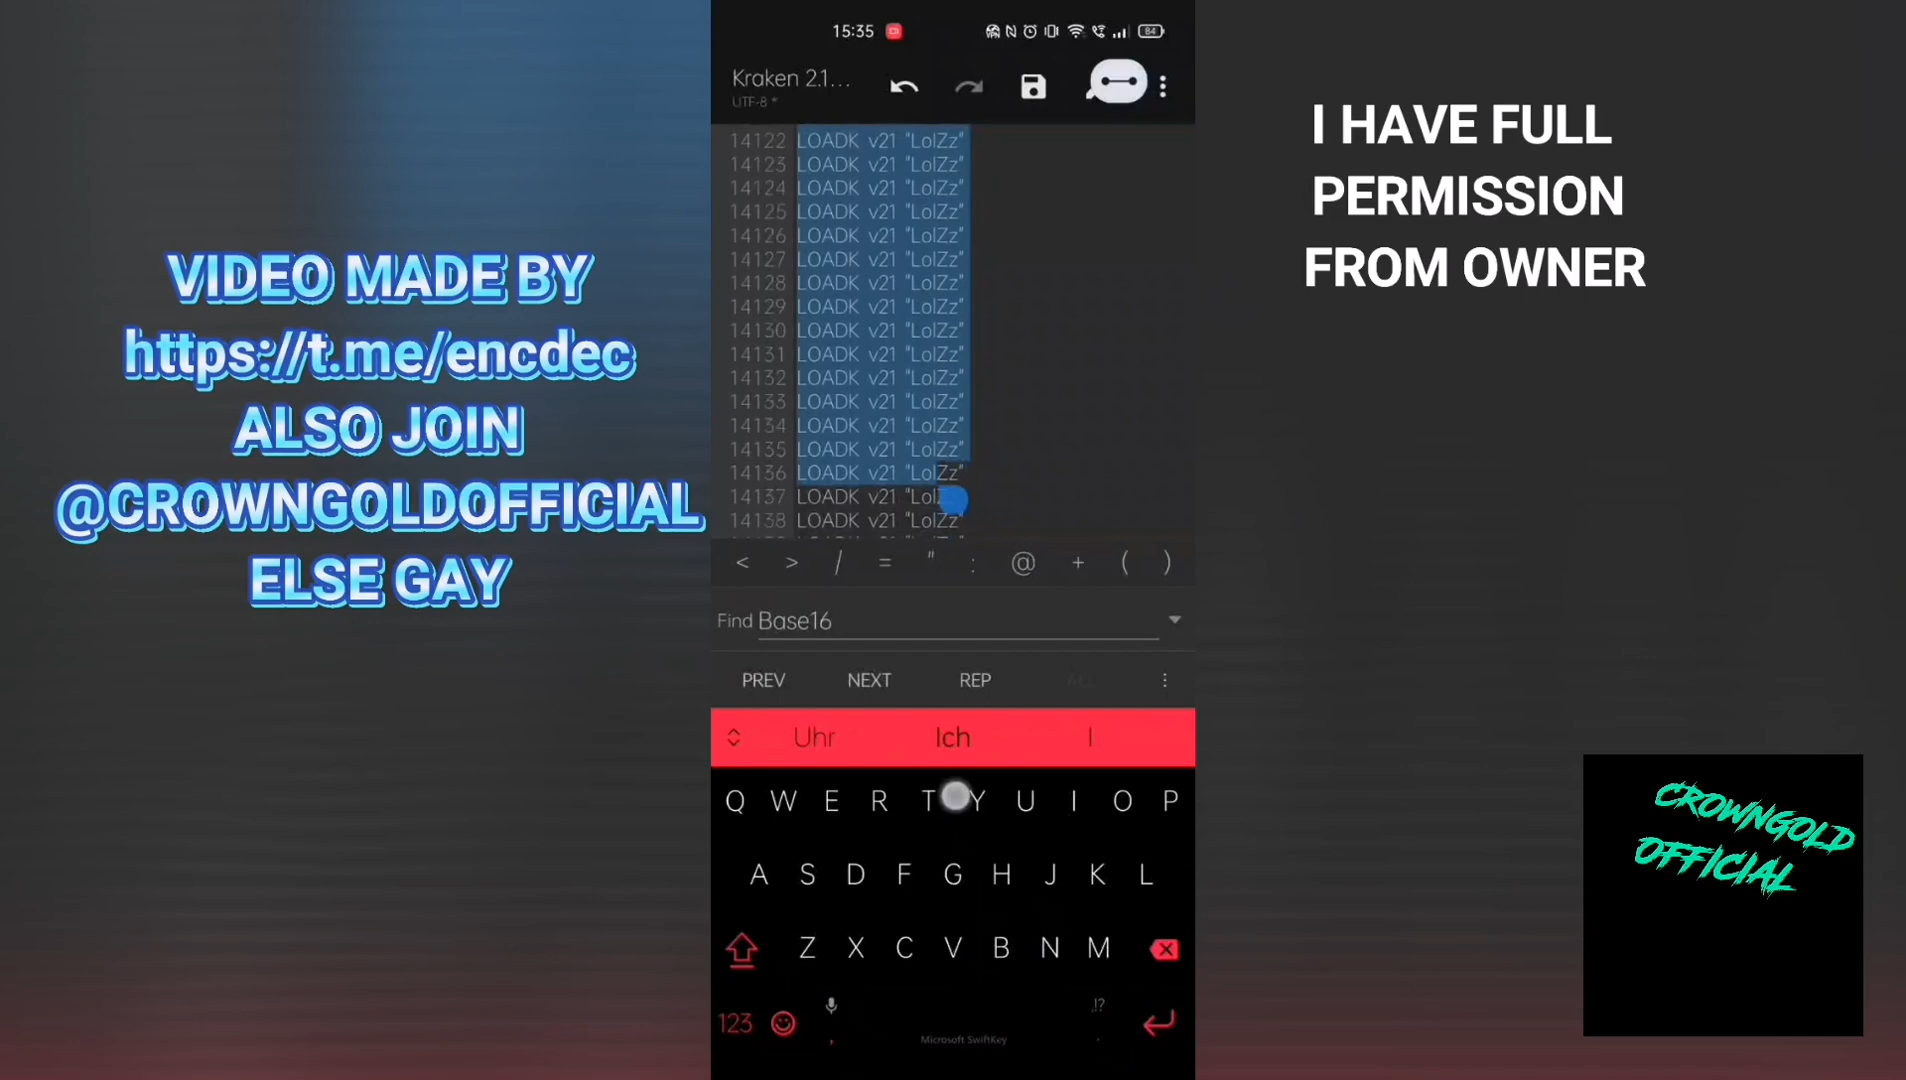 VIDEO MADE BY
https://t.me/encdec
ALSO JOIN
@CROWNGOLDOFFICIAL
ELSE GAY
15:35
84
Kraken 2.1...
UTF-8 *
14122 LOADK v21 "LolZz"
14123 LOADK v21 "LolZz"
14124 LOADK v21 "LolZz"
14125 LOADK v21 "LolZz"
14126 LOADK v21 "LolZz"
14127 LOADK v21 "LolZz"
14128 LOADK v21 "LolZz"
14129 LOADK v21 "LolZz"
14130 LOADK v21 "LolZz"
14131 LOADK v21 "LolZz"
14132 LOADK v21 "LolZz"
14133 LOADK v21 "LolZz"
14134 LOADK v21 "LolZz"
14135 LOADK v21 "LolZz"
14136 LOADK v21 "LolZz"
14137 LOADK v21
14138 LOADK v21 "LolZz"
< > / = " : @ + ( )
Find Base16
PREV NEXT REP
Uhr Ich I
Q W E R T Y U I O P
A S D F G H J K L
Z X C V B N M
,!?
123 , .
Microsoft SwiftKey
I HAVE FULL
PERMISSION
FROM OWNER
CROWNGOLD
OFFICIAL